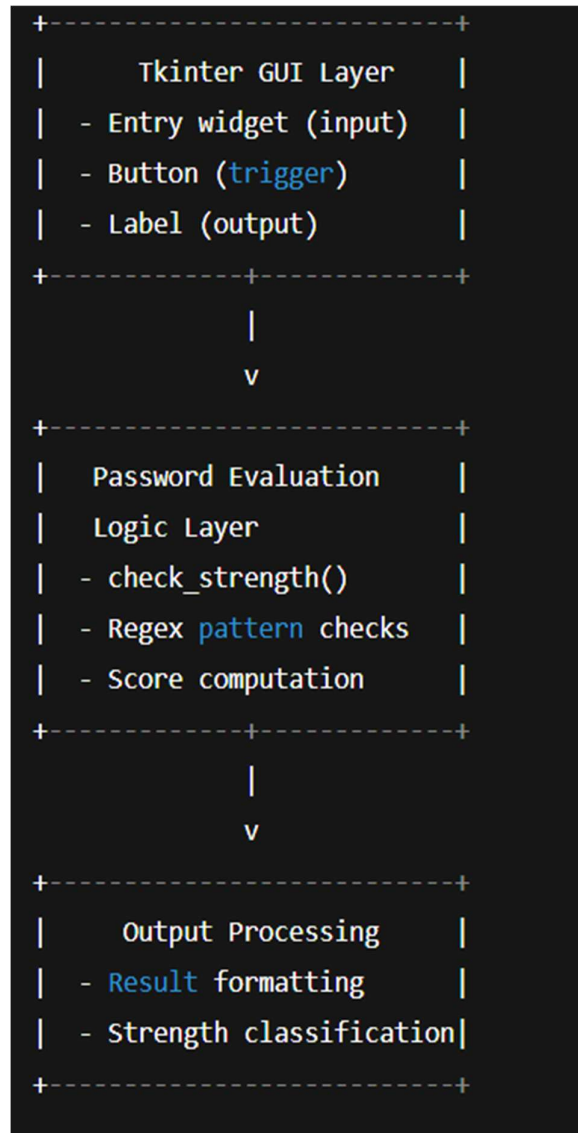 +---------------------------+
|      Tkinter GUI Layer    |
|  - Entry widget (input)   |
|  - Button (trigger)       |
|  - Label (output)         |
+-------------+-------------+
              |
              v
+---------------------------+
|   Password Evaluation     |
|   Logic Layer             |
|  - check_strength()       |
|  - Regex pattern checks   |
|  - Score computation      |
+-------------+-------------+
              |
              v
+---------------------------+
|     Output Processing     |
|  - Result formatting      |
|  - Strength classification|
+---------------------------+